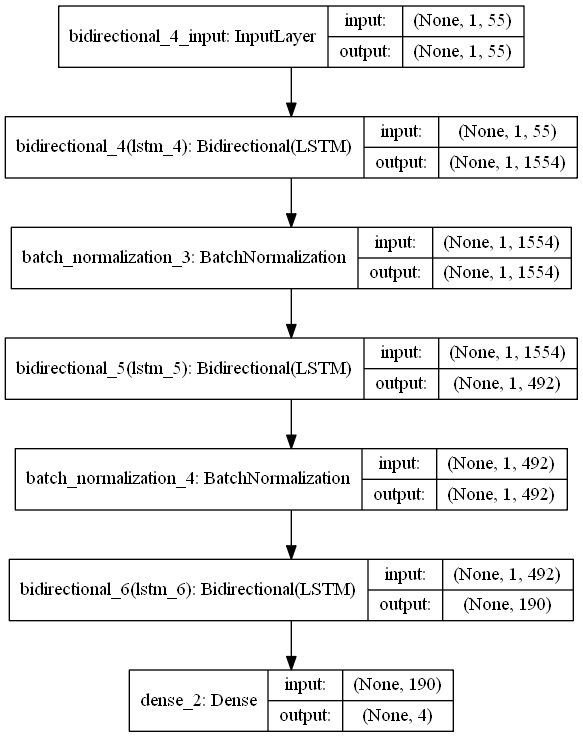 bidirectional_4_input: InputLayer
input: (None, 1, 55)
output: (None, 1, 55)
bidirectional_4(lstm_4): Bidirectional(LSTM)
input: (None, 1, 55)
output: (None, 1, 1554)
batch_normalization_3: BatchNormalization
input: (None, 1, 1554)
output: (None, 1, 1554)
bidirectional_5(lstm_5): Bidirectional(LSTM)
input: (None, 1, 1554)
output: (None, 1, 492)
batch_normalization_4: BatchNormalization
input: (None, 1, 492)
output: (None, 1, 492)
bidirectional_6(lstm_6): Bidirectional(LSTM)
input: (None, 1, 492)
output: (None, 190)
dense_2: Dense
input: (None, 190)
output: (None, 4)